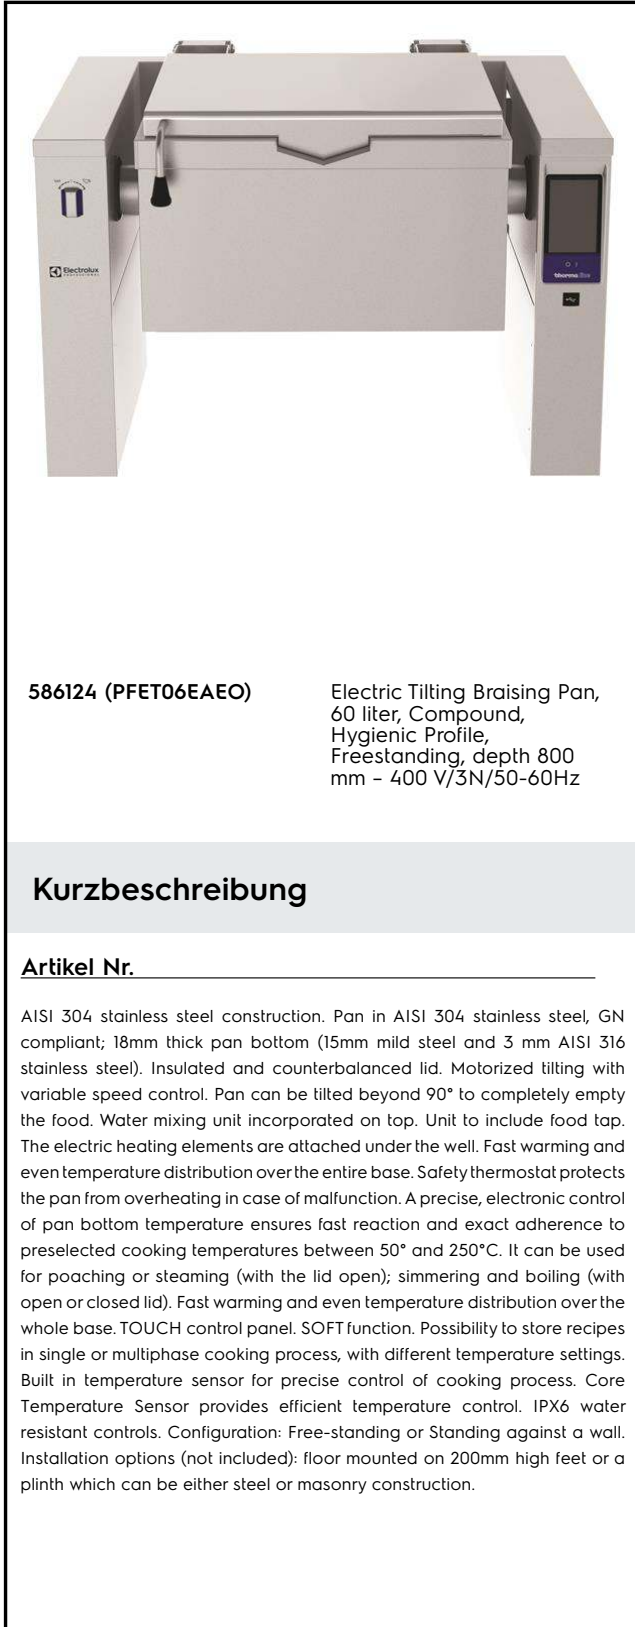 Electrolux
PROFESSIONAL
thermaline
586124 (PFET06EAEO)
Electric Tilting Braising Pan,
60 liter, Compound,
Hygienic Profile,
Freestanding, depth 800
mm – 400 V/3N/50-60Hz
Kurzbeschreibung
Artikel Nr.
AISI 304 stainless steel construction. Pan in AISI 304 stainless steel, GN
compliant; 18mm thick pan bottom (15mm mild steel and 3 mm AISI 316
stainless steel). Insulated and counterbalanced lid. Motorized tilting with
variable speed control. Pan can be tilted beyond 90° to completely empty
the food. Water mixing unit incorporated on top. Unit to include food tap.
The electric heating elements are attached under the well. Fast warming and
even temperature distribution over the entire base. Safety thermostat protects
the pan from overheating in case of malfunction. A precise, electronic control
of pan bottom temperature ensures fast reaction and exact adherence to
preselected cooking temperatures between 50° and 250°C. It can be used
for poaching or steaming (with the lid open); simmering and boiling (with
open or closed lid). Fast warming and even temperature distribution over the
whole base. TOUCH control panel. SOFT function. Possibility to store recipes
in single or multiphase cooking process, with different temperature settings.
Built in temperature sensor for precise control of cooking process. Core
Temperature Sensor provides efficient temperature control. IPX6 water
resistant controls. Configuration: Free-standing or Standing against a wall.
Installation options (not included): floor mounted on 200mm high feet or a
plinth which can be either steel or masonry construction.